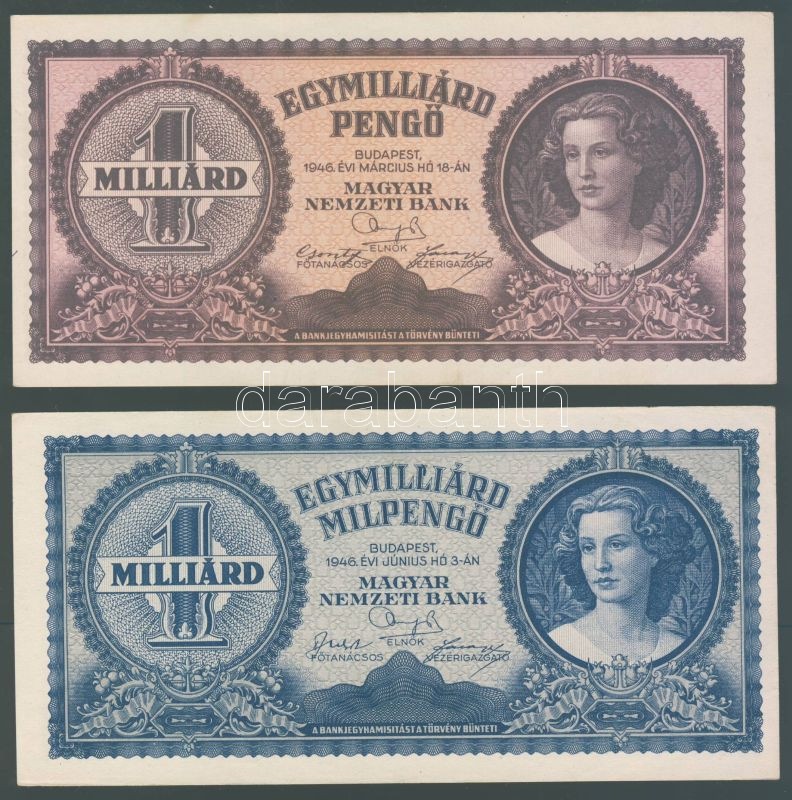 EGYMILLIÁRD
PENGŐ
1
MILLIÁRD
BUDAPEST,
1946. ÉVI MÁRCIUS HÓ 18-ÁN
MAGYAR
NEMZETI BANK
ELNÖK
FŐTANÁCSOS VEZÉRIGAZGATÓ
A BANKJEGYHAMISITÁST A TÖRVÉNY BÜNTETI
darabanth
EGYMILLIÁRD
MILPENGŐ
1
MILLIÁRD
BUDAPEST,
1946. ÉVI JÚNIUS HÓ 3-ÁN
MAGYAR
NEMZETI BANK
ELNÖK
FŐTANÁCSOS VEZÉRIGAZGATÓ
A BANKJEGYHAMISITÁST A TÖRVÉNY BÜNTETI